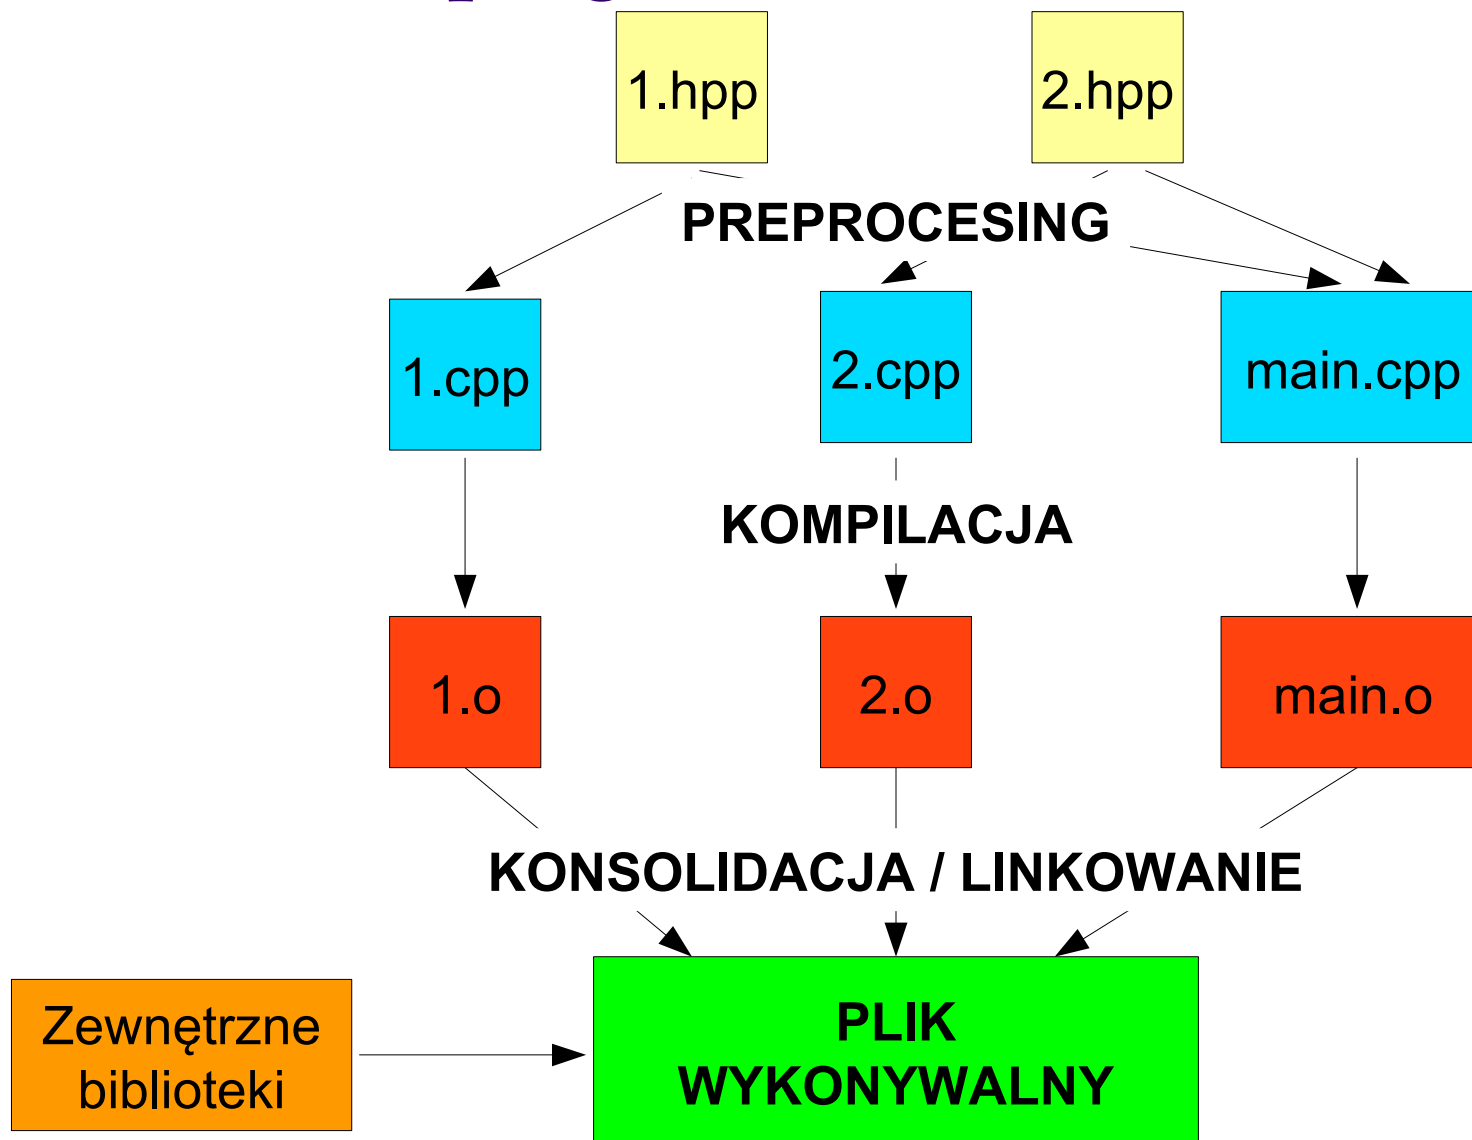 1.hpp
2.hpp
PREPROCESING
1.cpp
2.cpp
main.cpp
KOMPILACJA
1.o
2.o
main.o
KONSOLIDACJA / LINKOWANIE
Zewnętrzne
biblioteki
PLIK
WYKONYWALNY